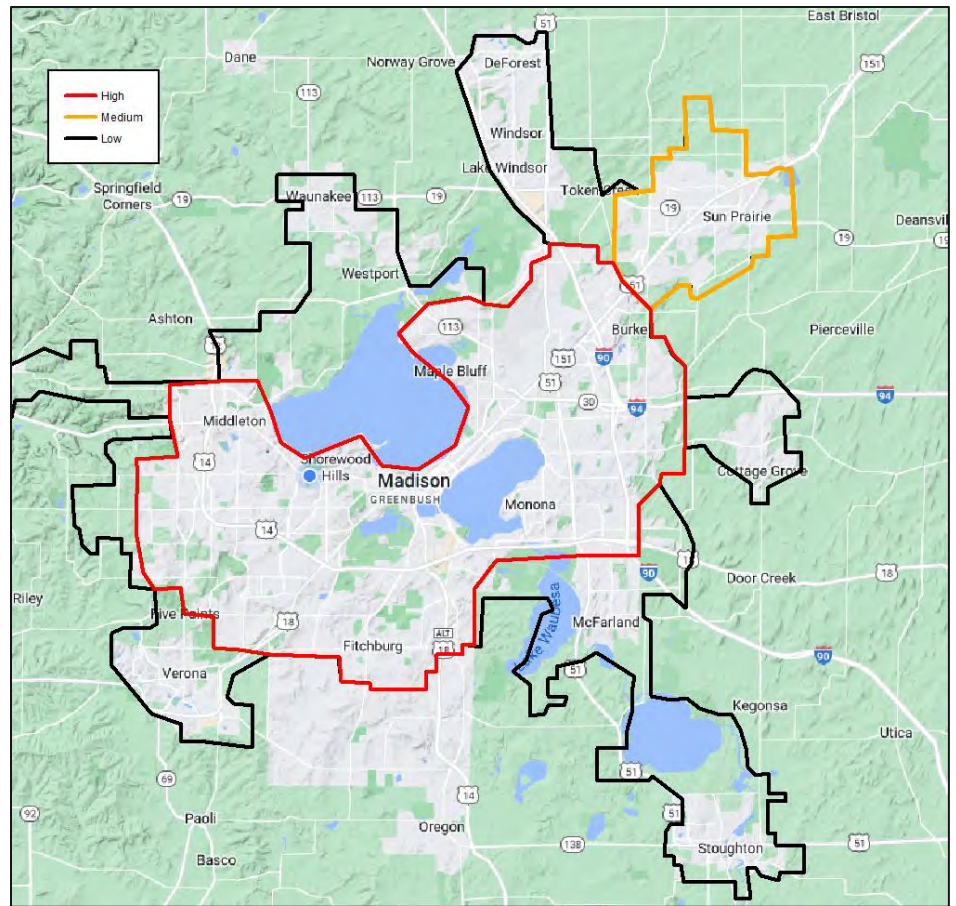 51
East Bristol
Dane
Norway Grove
DeForest
151
High
Medium
Low
113
Windsor
Lake Windsor
Springfield
Corners
19
Waunakee
113
19
19
Sun Prairie
Deansvil
19
19
Westport
151
Ashton
113
Burke
Pierceville
90
151
Maple Bluff
51
30
94
94
Middleton
14
Shorewood
Hills
Madison
GREENBUSH
Cottage Grove
Monona
14
90
Door Creek
18
Riley
Five Points
18
ALT
18
McFarland
Lake Waubesa
Fitchburg
90
Verona
51
Kegonsa
Utica
69
51
14
92
Paoli
Oregon
138
51
51
Stoughton
Basco